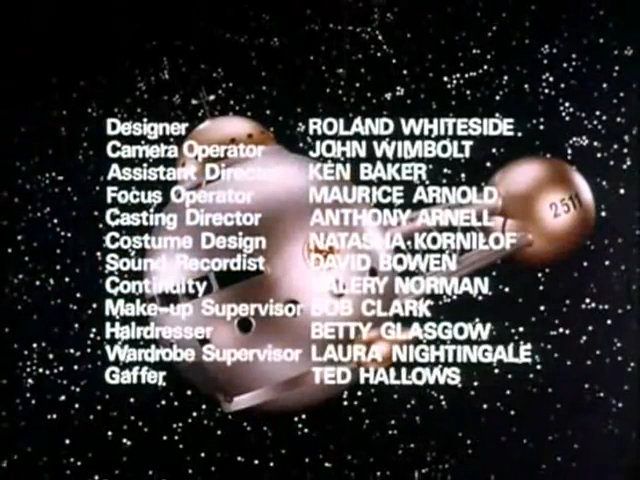 2511
Designer ROLAND WHITESIDE
Camera Operator JOHN WIMBOLT
Assistant Director KEN BAKER
Focus Operator MAURICE ARNOLD
Casting Director ANTHONY ARNELL
Costume Design NATASHA KORNILOF
Sound Recordist DAVID BOWEN
Continuity VALERY NORMAN
Make-up Supervisor BOB CLARK
Hairdresser BETTY GLASGOW
Wardrobe Supervisor LAURA NIGHTINGALE
Gaffer TED HALLOWS